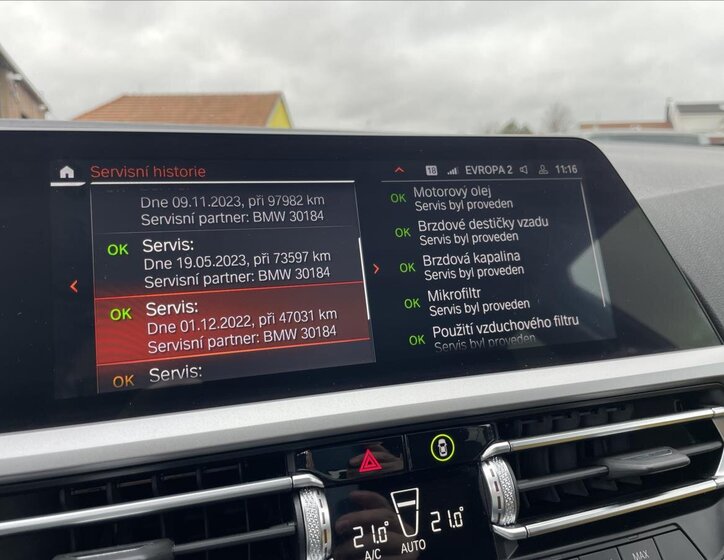 Servisní historie
18
EVROPA 2
11:16
Dne 09.11.2023, při 97982 km
Servisní partner: BMW 30184
OK Servis:
Dne 19.05.2023, při 73597 km
Servisní partner: BMW 30184
OK Servis:
Dne 01.12.2022, při 47031 km
Servisní partner: BMW 30184
OK Servis:
OK Motorový olej
Servis byl proveden
OK Brzdové destičky vzadu
Servis byl proveden
OK Brzdová kapalina
Servis byl proveden
OK Mikrofiltr
Servis byl proveden
OK Použití vzduchového filtru
Servis byl proveden
21.0° 21.0°
A/C AUTO
MAX